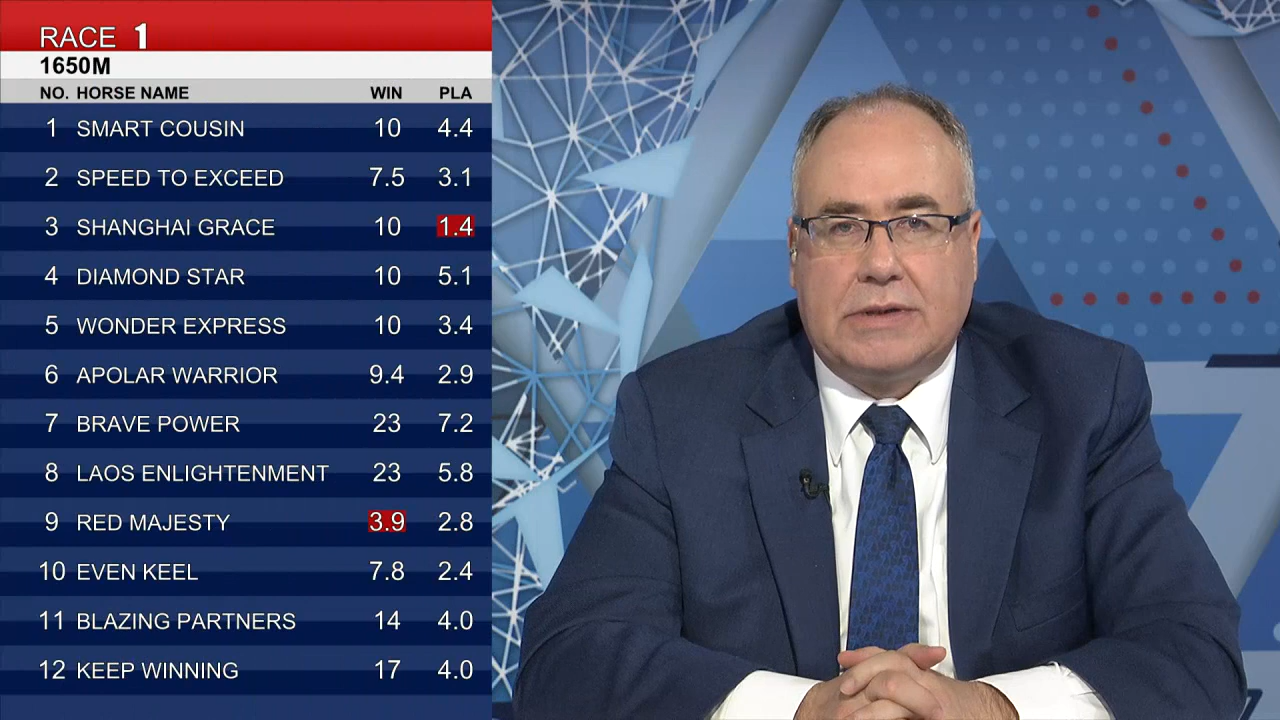 RACE 1
1650M
NO. HORSE NAME WIN PLA
1 SMART COUSIN 10 4.4
2 SPEED TO EXCEED 7.5 3.1
3 SHANGHAI GRACE 10 1.4
4 DIAMOND STAR 10 5.1
5 WONDER EXPRESS 10 3.4
6 APOLAR WARRIOR 9.4 2.9
7 BRAVE POWER 23 7.2
8 LAOS ENLIGHTENMENT 23 5.8
9 RED MAJESTY 3.9 2.8
10 EVEN KEEL 7.8 2.4
11 BLAZING PARTNERS 14 4.0
12 KEEP WINNING 17 4.0